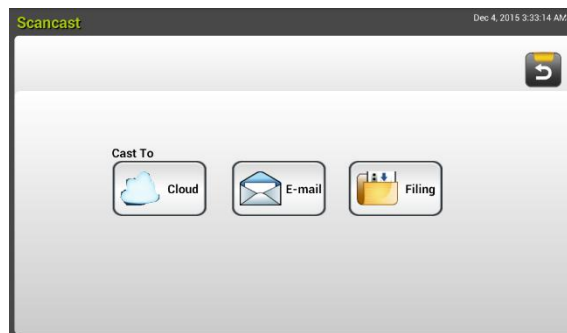 Scancast
Dec 4, 2015 3:33:14 AM
Cast To
Cloud
E-mail
Filing